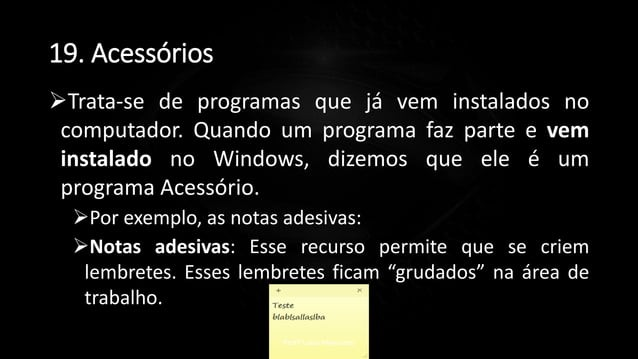 19. Acessórios
Trata-se de programas que já vem instalados no
computador. Quando um programa faz parte e vem
instalado no Windows, dizemos que ele é um
programa Acessório.
Por exemplo, as notas adesivas:
Notas adesivas: Esse recurso permite que se criem
lembretes. Esses lembretes ficam “grudados” na área de
trabalho.
Teste
blablsallaslba